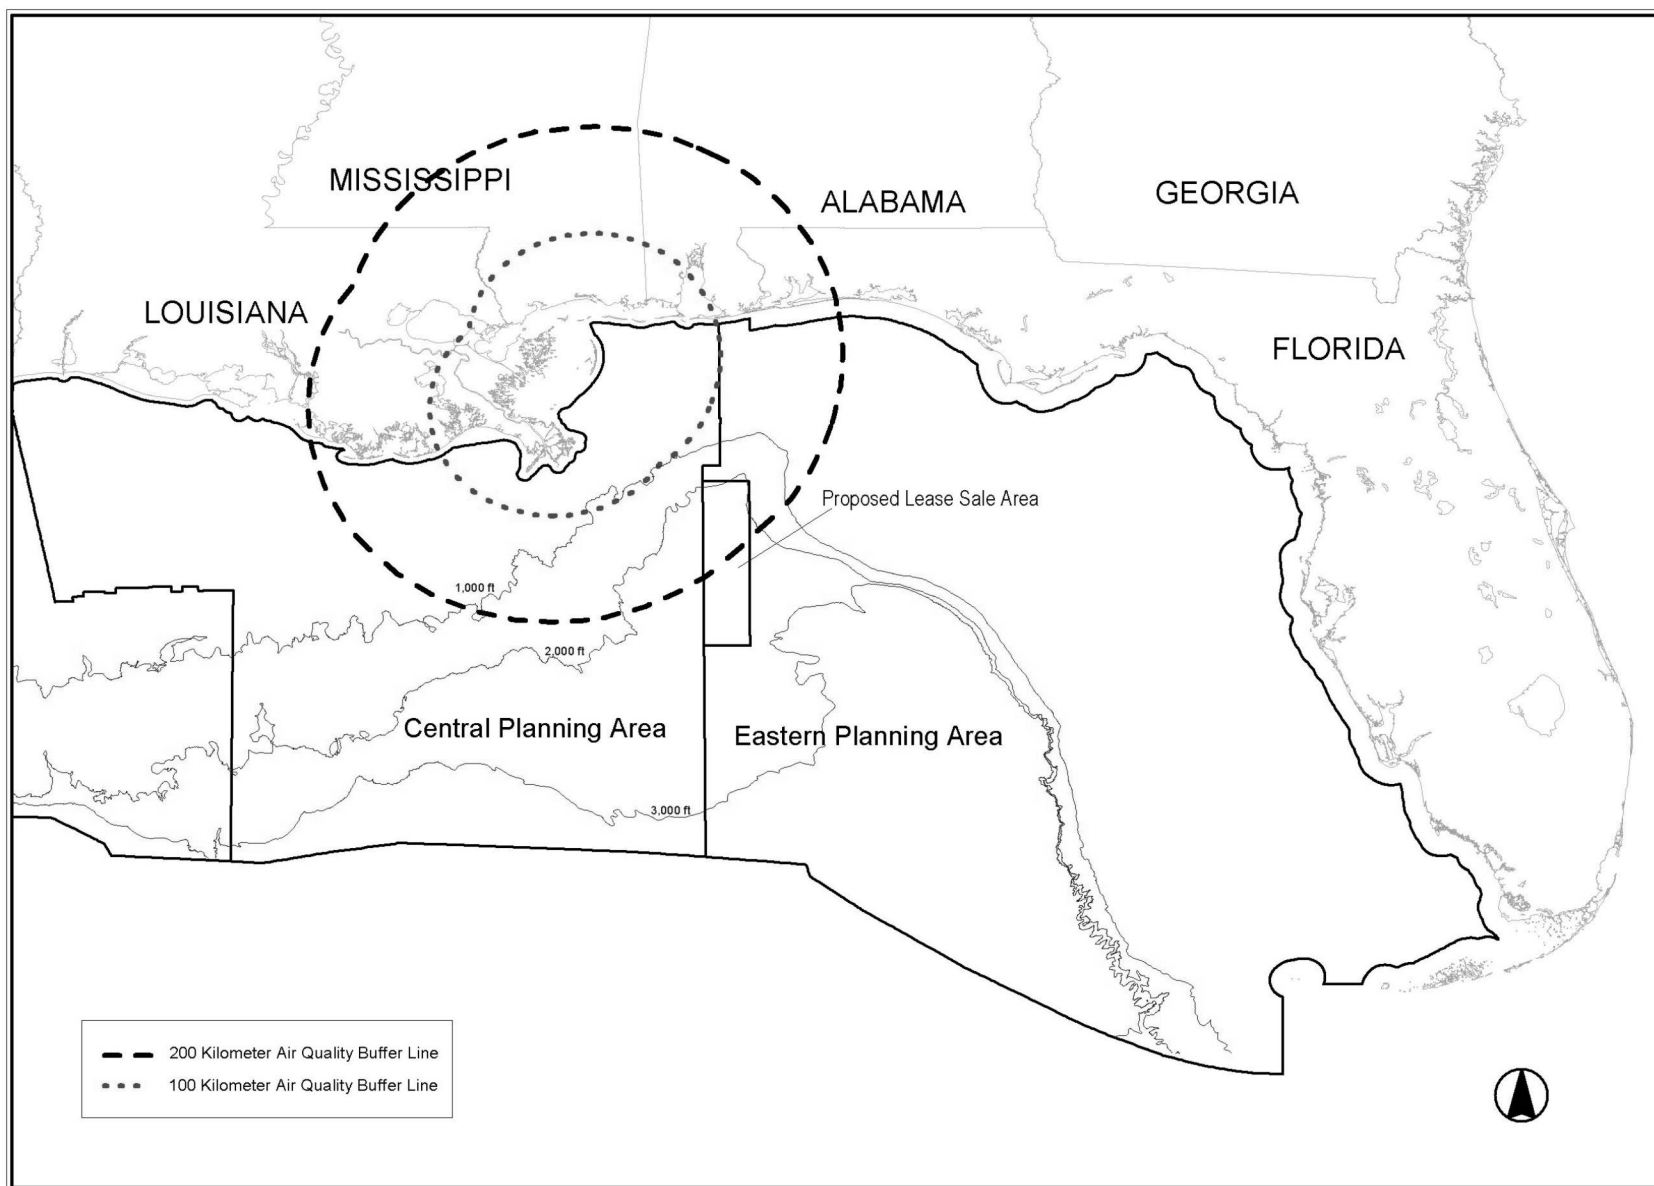 MISSISSIPPI
ALABAMA
GEORGIA
LOUISIANA
FLORIDA
Proposed Lease Sale Area
1,000 ft
2,000 ft
Central Planning Area
Eastern Planning Area
3,000 ft
200 Kilometer Air Quality Buffer Line
100 Kilometer Air Quality Buffer Line